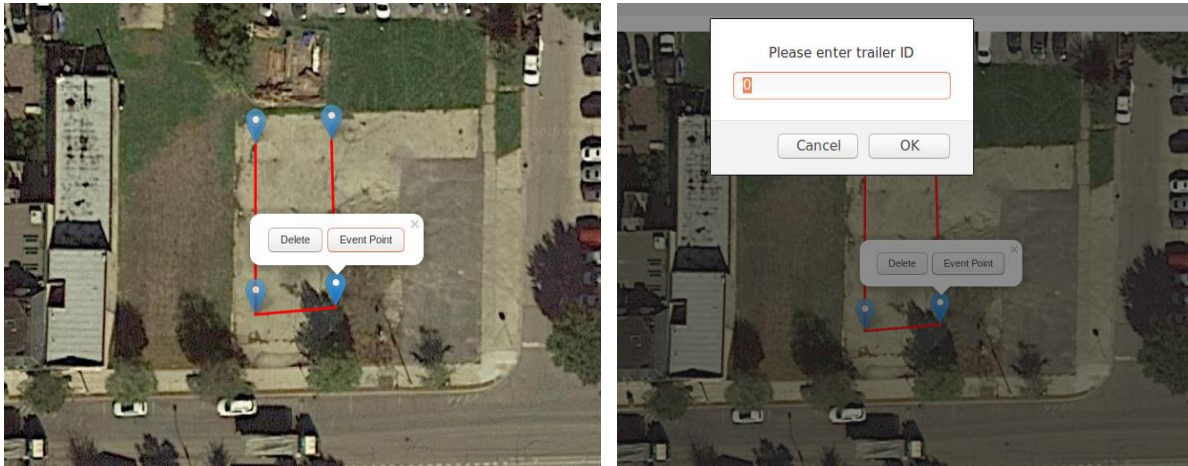 Delete
Event Point
×
Please enter trailer ID
0
Cancel
OK
Delete
Event Point
×